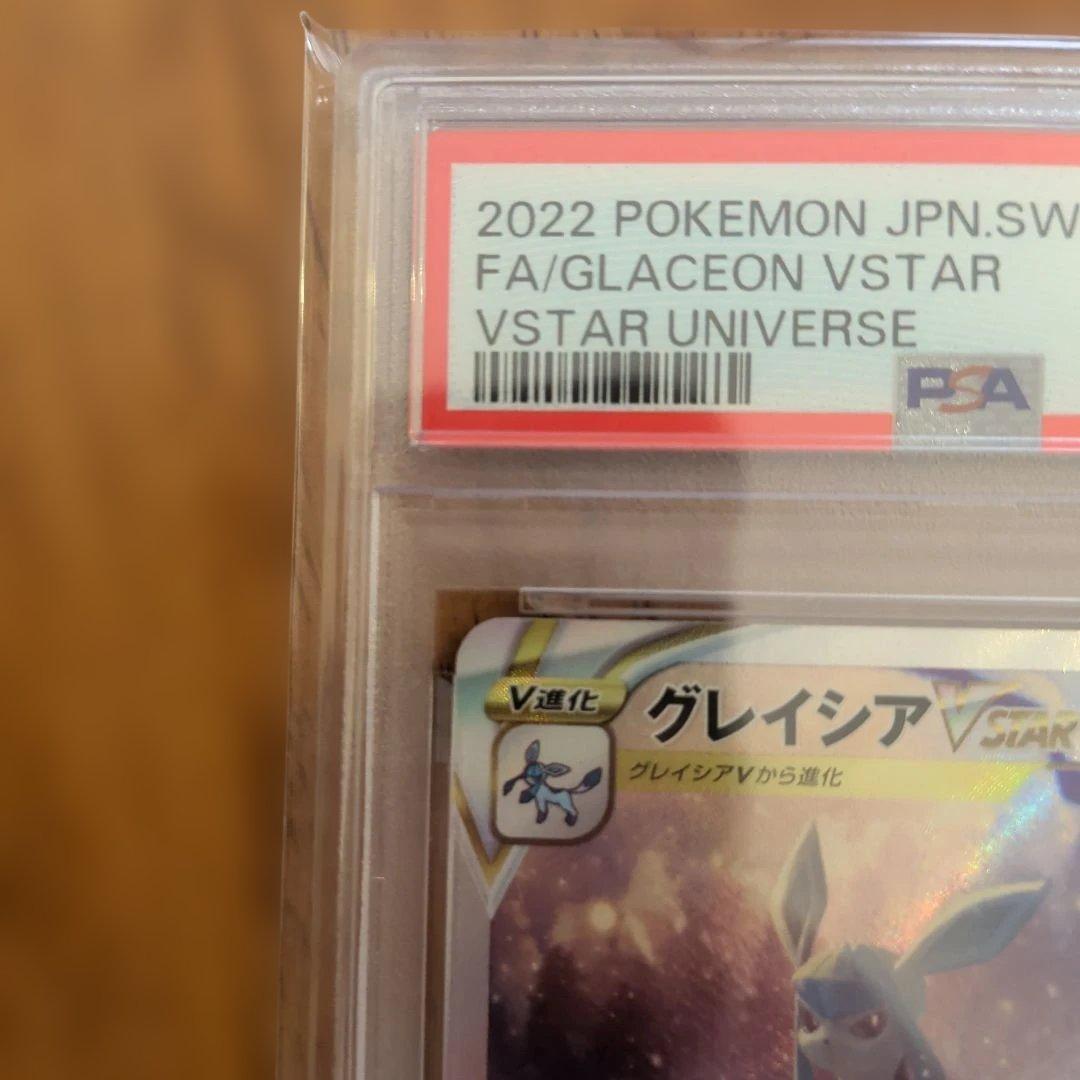 2022 POKEMON JPN.SW
FA/GLACEON VSTAR
VSTAR UNIVERSE
PSA
V進化
グレイシアVSTAR
グレイシアVから進化